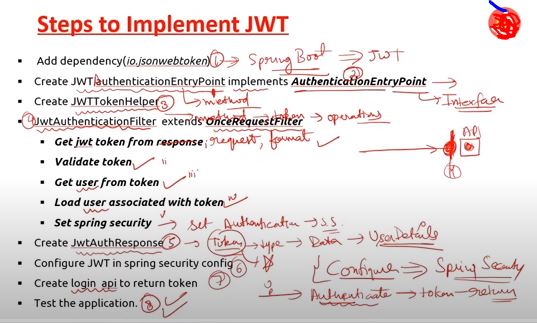 Steps to Implement JWT
Add dependency(io.jsonwebtoken) 1 → Spring Boot ⇒ JWT
Create JWTAuthenticationEntryPoint implements AuthenticationEntryPoint 2 →
Create JWTTokenHelper 3 → method → Interface
4 JwtAuthenticationFilter extends OnceRequestFilter → method → token → operations
Get jwt token from response, request, format ✓ API
Validate token ✓ ii
Get user from token ✓ iii
Load user associated with token iv ✓
Set spring security v → set Authentication → S.S.
Create JwtAuthResponse 5 → Token → type → Data → UserDetails
Configure JWT in spring security config 6 → Configure ⇒ Spring Security
Create login api to return token 7 → Authenticate → token → return
Test the application. 8 ✓